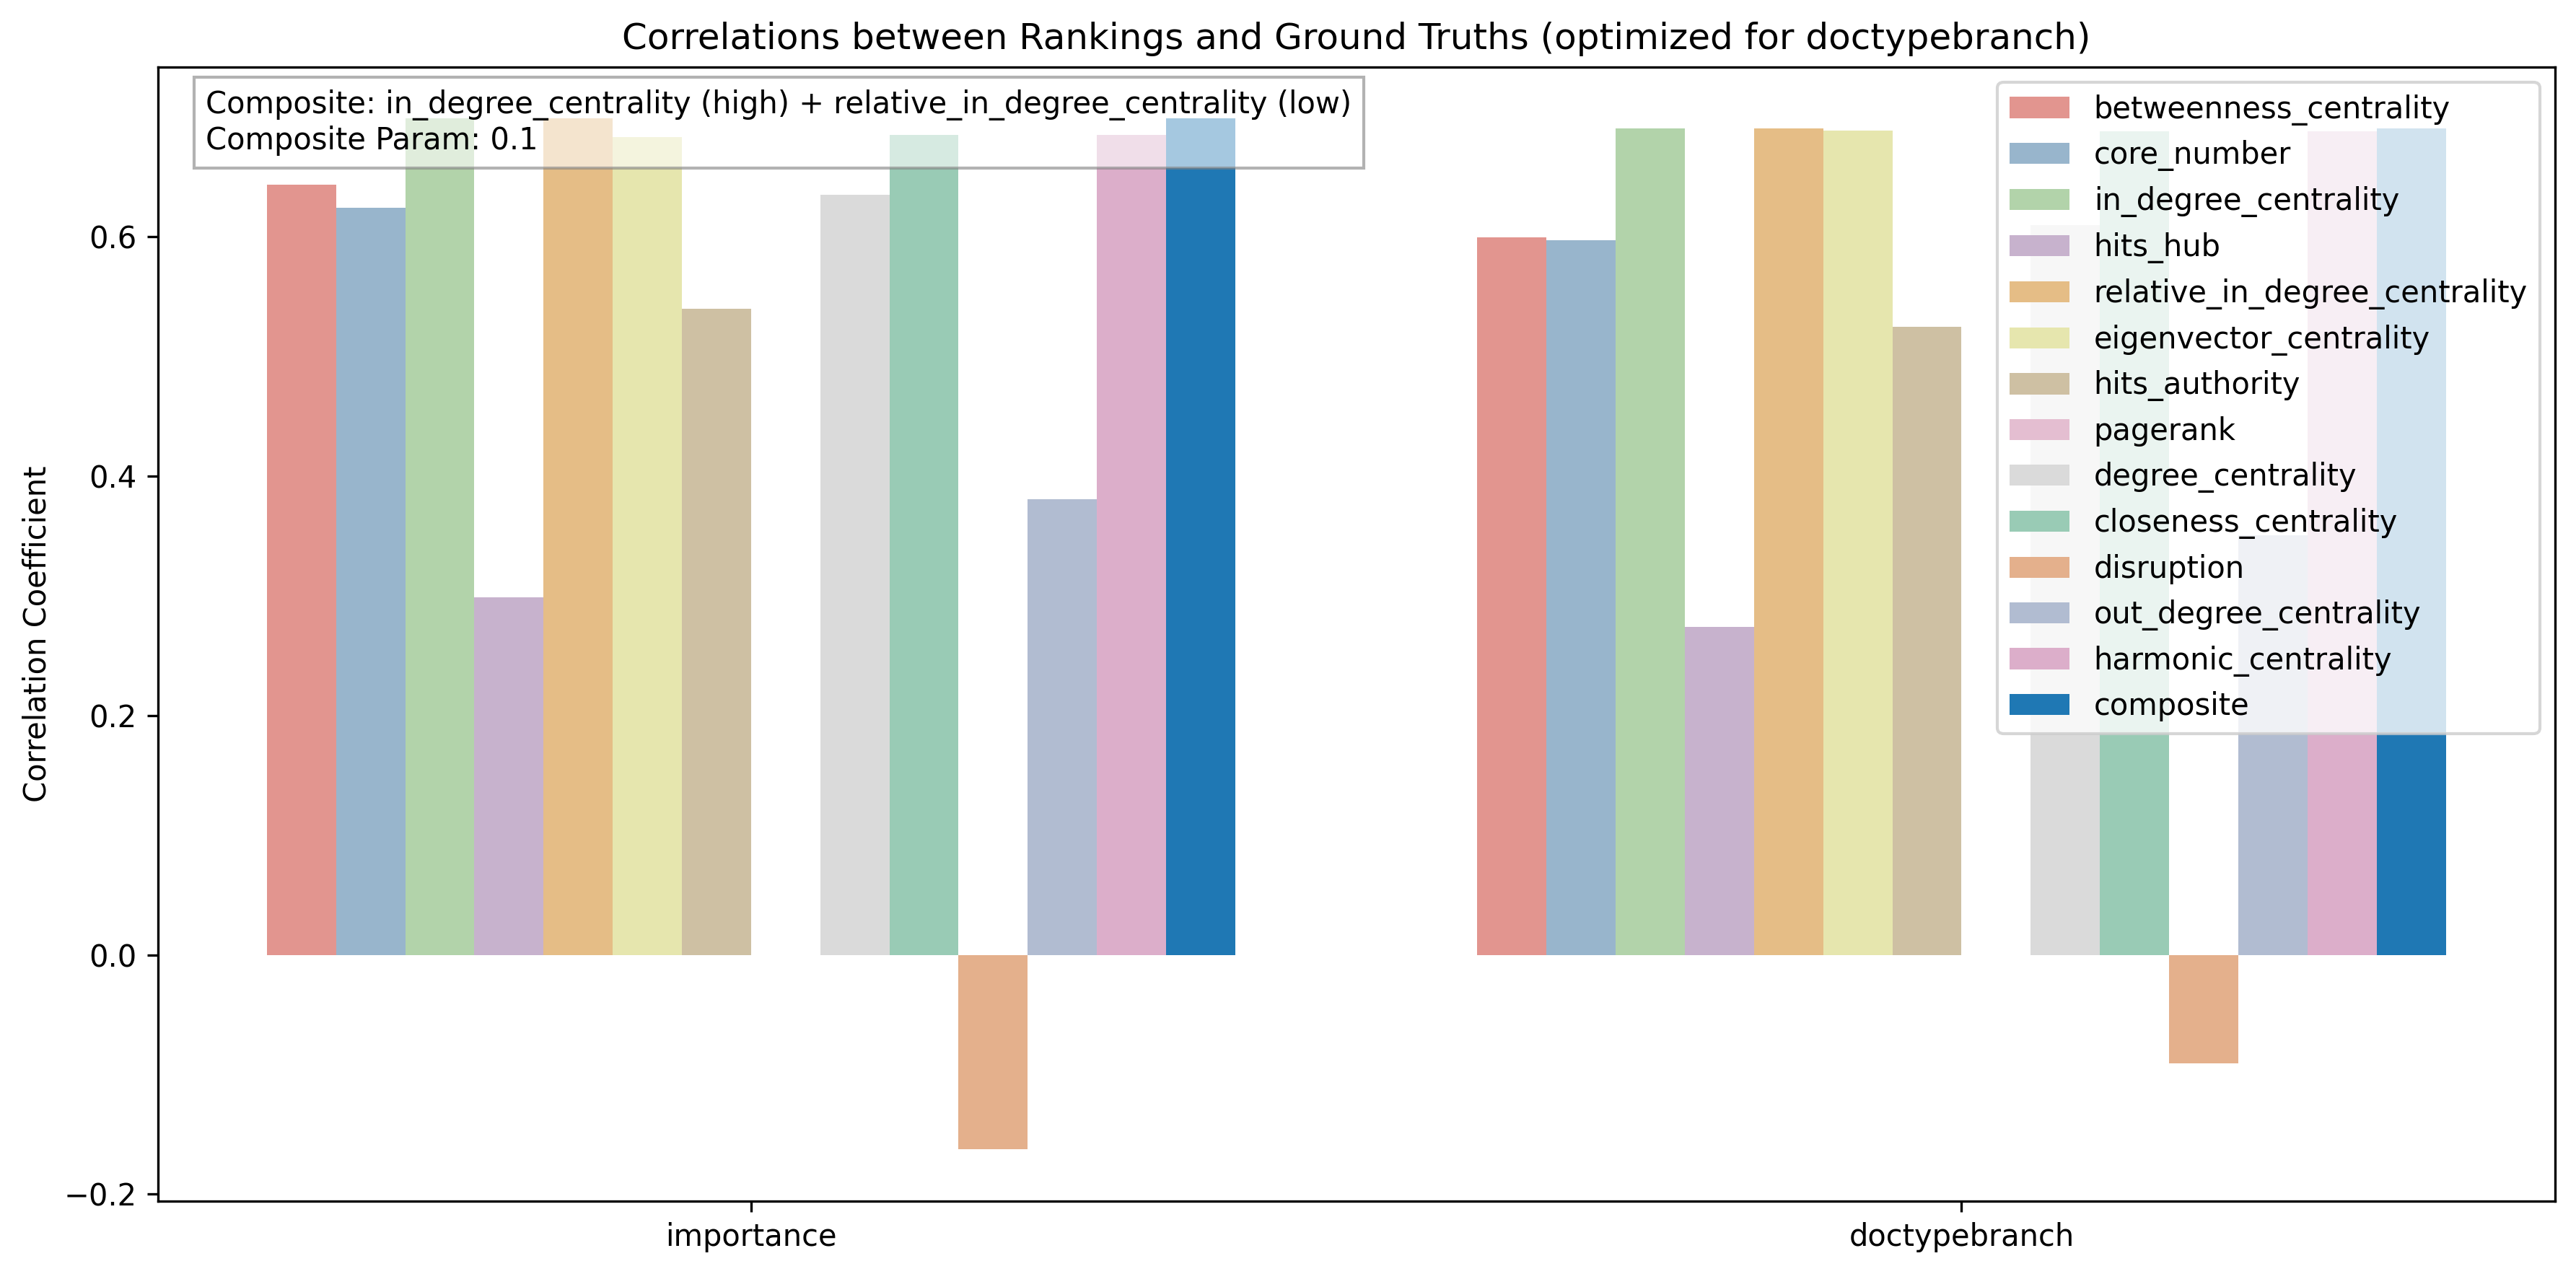 Correlations between Rankings and Ground Truths (optimized for doctypebranch)
Composite: in_degree_centrality (high) + relative_in_degree_centrality (low)
Composite Param: 0.1
betweenness_centrality
core_number
in_degree_centrality
hits_hub
relative_in_degree_centrality
eigenvector_centrality
hits_authority
pagerank
degree_centrality
closeness_centrality
disruption
out_degree_centrality
harmonic_centrality
composite
Correlation Coefficient
0.6
0.4
0.2
0.0
−0.2
importance
doctypebranch